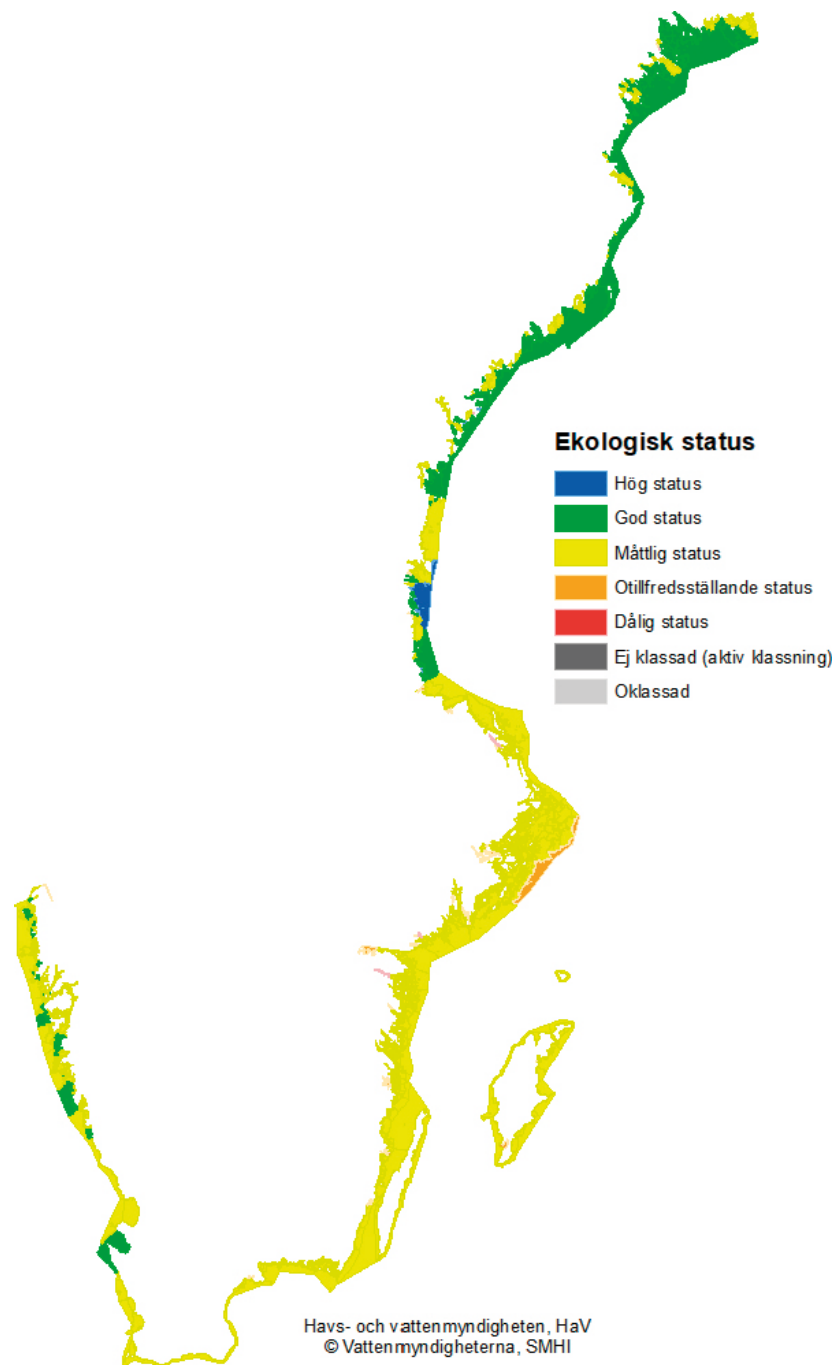 Ekologisk status
Hög status
God status
Måttlig status
Otillfredsställande status
Dålig status
Ej klassad (aktiv klassning)
Oklassad
Havs- och vattenmyndigheten, HaV
© Vattenmyndigheterna, SMHI